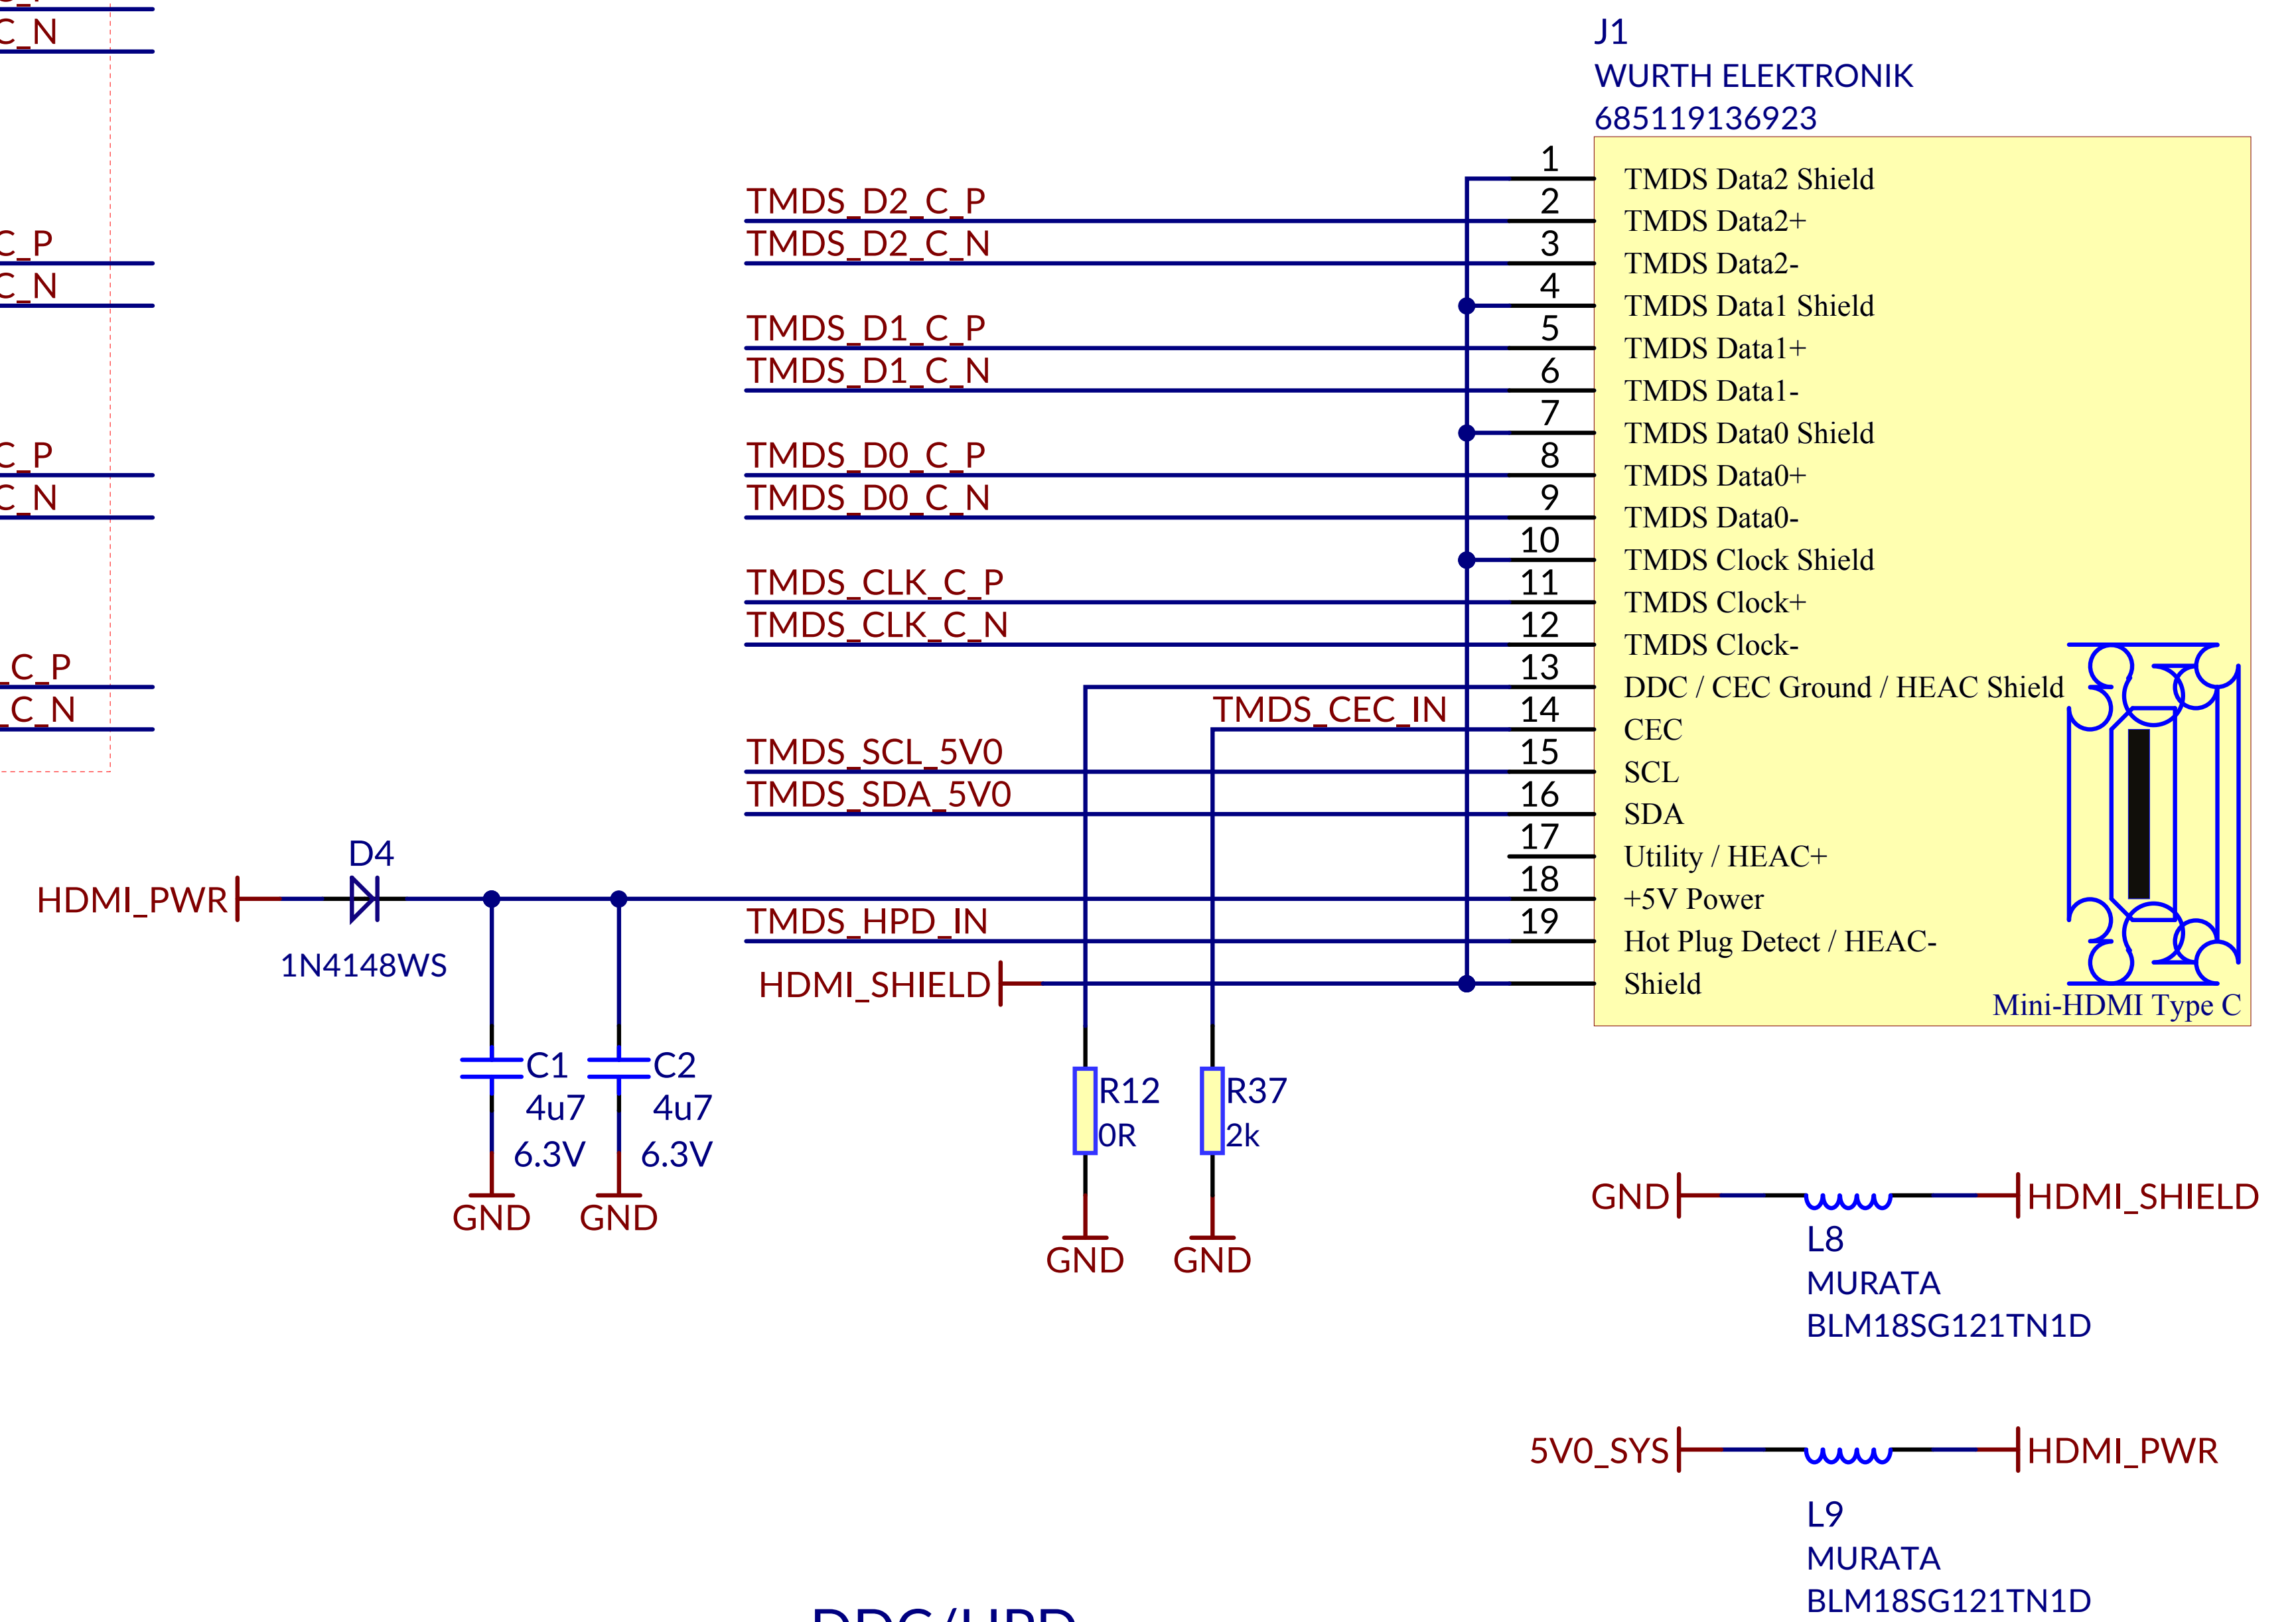 C_N
J1
WURTH ELEKTRONIK
685119136923
1 TMDS Data2 Shield
TMDS_D2_C_P 2 TMDS Data2+
TMDS_D2_C_N 3 TMDS Data2-
C_P
C_N
4 TMDS Data1 Shield
TMDS_D1_C_P 5 TMDS Data1+
TMDS_D1_C_N 6 TMDS Data1-
7 TMDS Data0 Shield
C_P
TMDS_D0_C_P 8 TMDS Data0+
C_N
TMDS_D0_C_N 9 TMDS Data0-
10 TMDS Clock Shield
TMDS_CLK_C_P 11 TMDS Clock+
TMDS_CLK_C_N 12 TMDS Clock-
_C_P
13 DDC / CEC Ground / HEAC Shield
_C_N
TMDS_CEC_IN 14 CEC
TMDS_SCL_5V0 15 SCL
TMDS_SDA_5V0 16 SDA
17 Utility / HEAC+
D4
HDMI_PWR
18 +5V Power
1N4148WS
TMDS_HPD_IN 19 Hot Plug Detect / HEAC-
HDMI_SHIELD Shield
Mini-HDMI Type C
C1
4u7
6.3V
GND
C2
4u7
6.3V
GND
R12
0R
GND
R37
2k
GND
GND HDMI_SHIELD
L8
MURATA
BLM18SG121TN1D
5V0_SYS HDMI_PWR
L9
MURATA
BLM18SG121TN1D
DDC/HPD